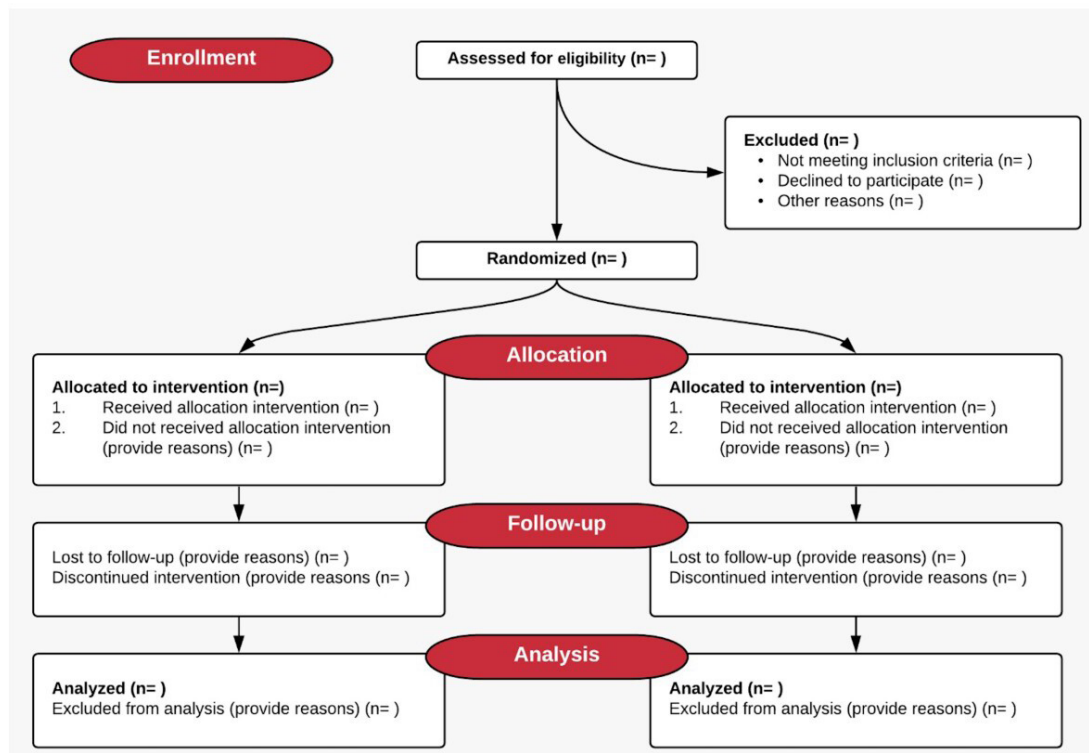 Enrollment
Assessed for eligibility (n= )
Excluded (n= )
• Not meeting inclusion criteria (n= )
• Declined to participate (n= )
• Other reasons (n= )
Randomized (n= )
Allocation
Allocated to intervention (n=)
1. Received allocation intervention (n= )
2. Did not received allocation intervention
(provide reasons) (n= )
Allocated to intervention (n=)
1. Received allocation intervention (n= )
2. Did not received allocation intervention
(provide reasons) (n= )
Follow-up
Lost to follow-up (provide reasons) (n= )
Discontinued intervention (provide reasons (n= )
Lost to follow-up (provide reasons) (n= )
Discontinued intervention (provide reasons (n= )
Analysis
Analyzed (n= )
Excluded from analysis (provide reasons) (n= )
Analyzed (n= )
Excluded from analysis (provide reasons) (n= )